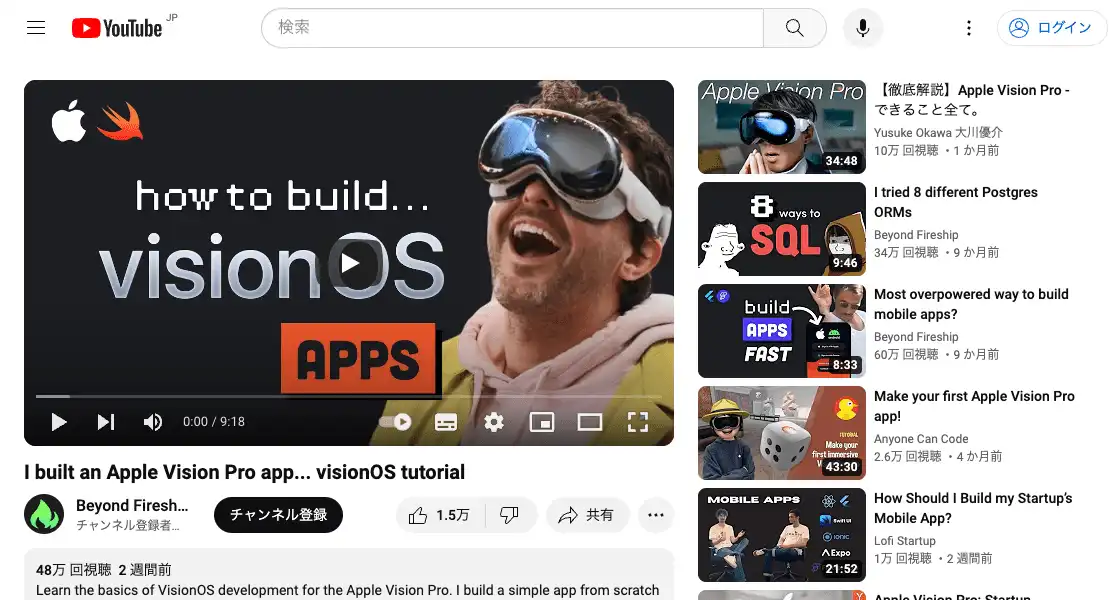 YouTube JP
検索
ログイン
how to build...
visionOS
APPS
0:00 / 9:18
I built an Apple Vision Pro app... visionOS tutorial
Beyond Firesh...
チャンネル登録者...
チャンネル登録
1.5万
共有
48万 回視聴 2 週間前
Learn the basics of VisionOS development for the Apple Vision Pro. I build a simple app from scratch
Apple Vision Pro
34:48
【徹底解説】Apple Vision Pro -
できること全て。
Yusuke Okawa 大川優介
10万 回視聴 ・1 か月前
8 ways to
SQL
9:46
I tried 8 different Postgres
ORMs
Beyond Fireship
34万 回視聴 ・9 か月前
build
APPS
FAST
8:33
Most overpowered way to build
mobile apps?
Beyond Fireship
60万 回視聴 ・9 か月前
TUTORIAL
Make your
first immersive
43:30
Make your first Apple Vision Pro
app!
Anyone Can Code
2.6万 回視聴 ・4 か月前
MOBILE APPS
Swift UI
IONIC
Expo
21:52
How Should I Build my Startup's
Mobile App?
Lofi Startup
1万 回視聴 ・2 週間前
Apple Vision Pro: Startup